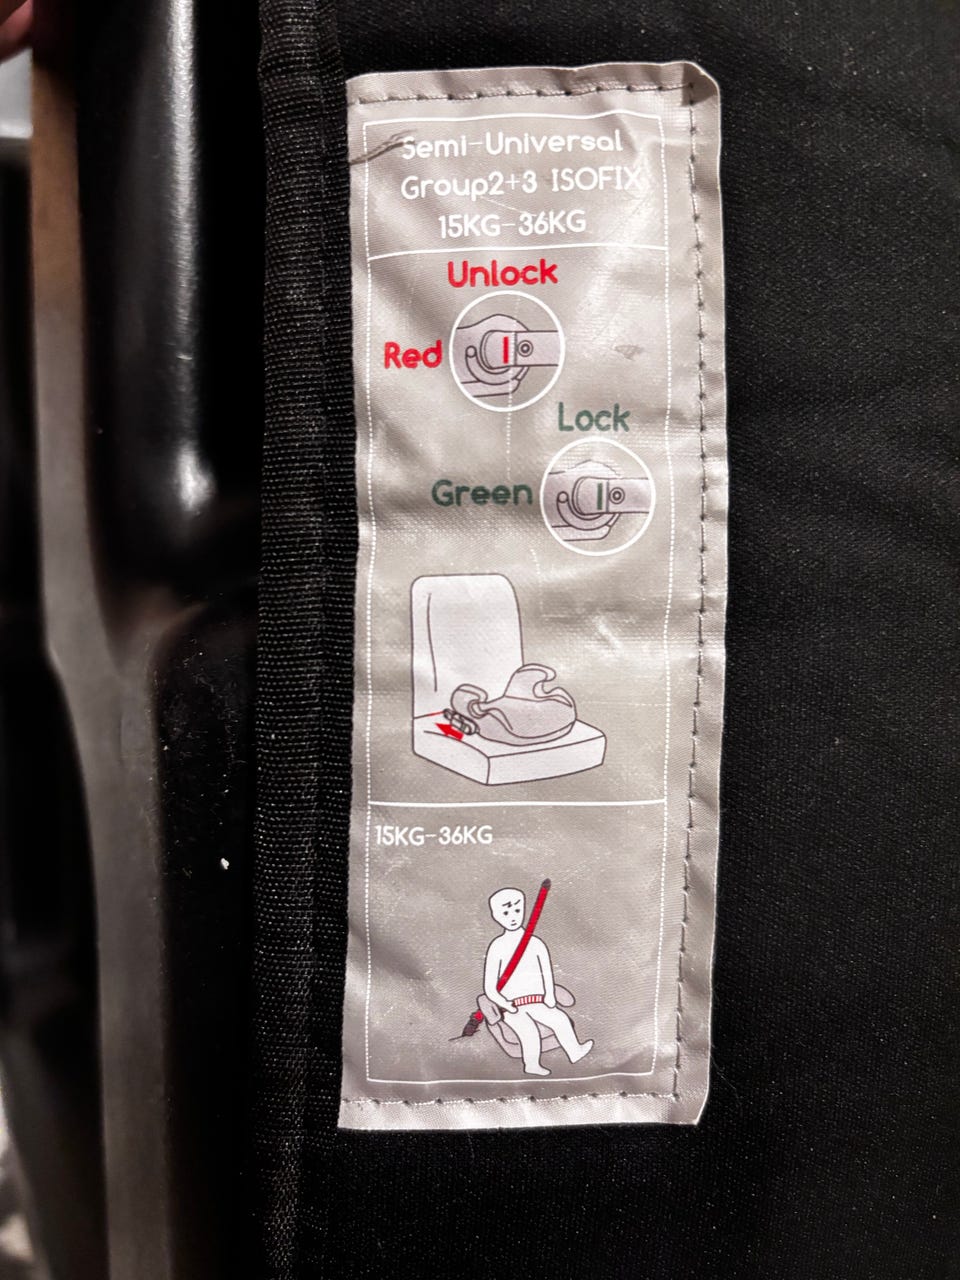 Semi-Universal
Group2+3 ISOFIX
15KG-36KG
Unlock
Red
Lock
Green
15KG-36KG